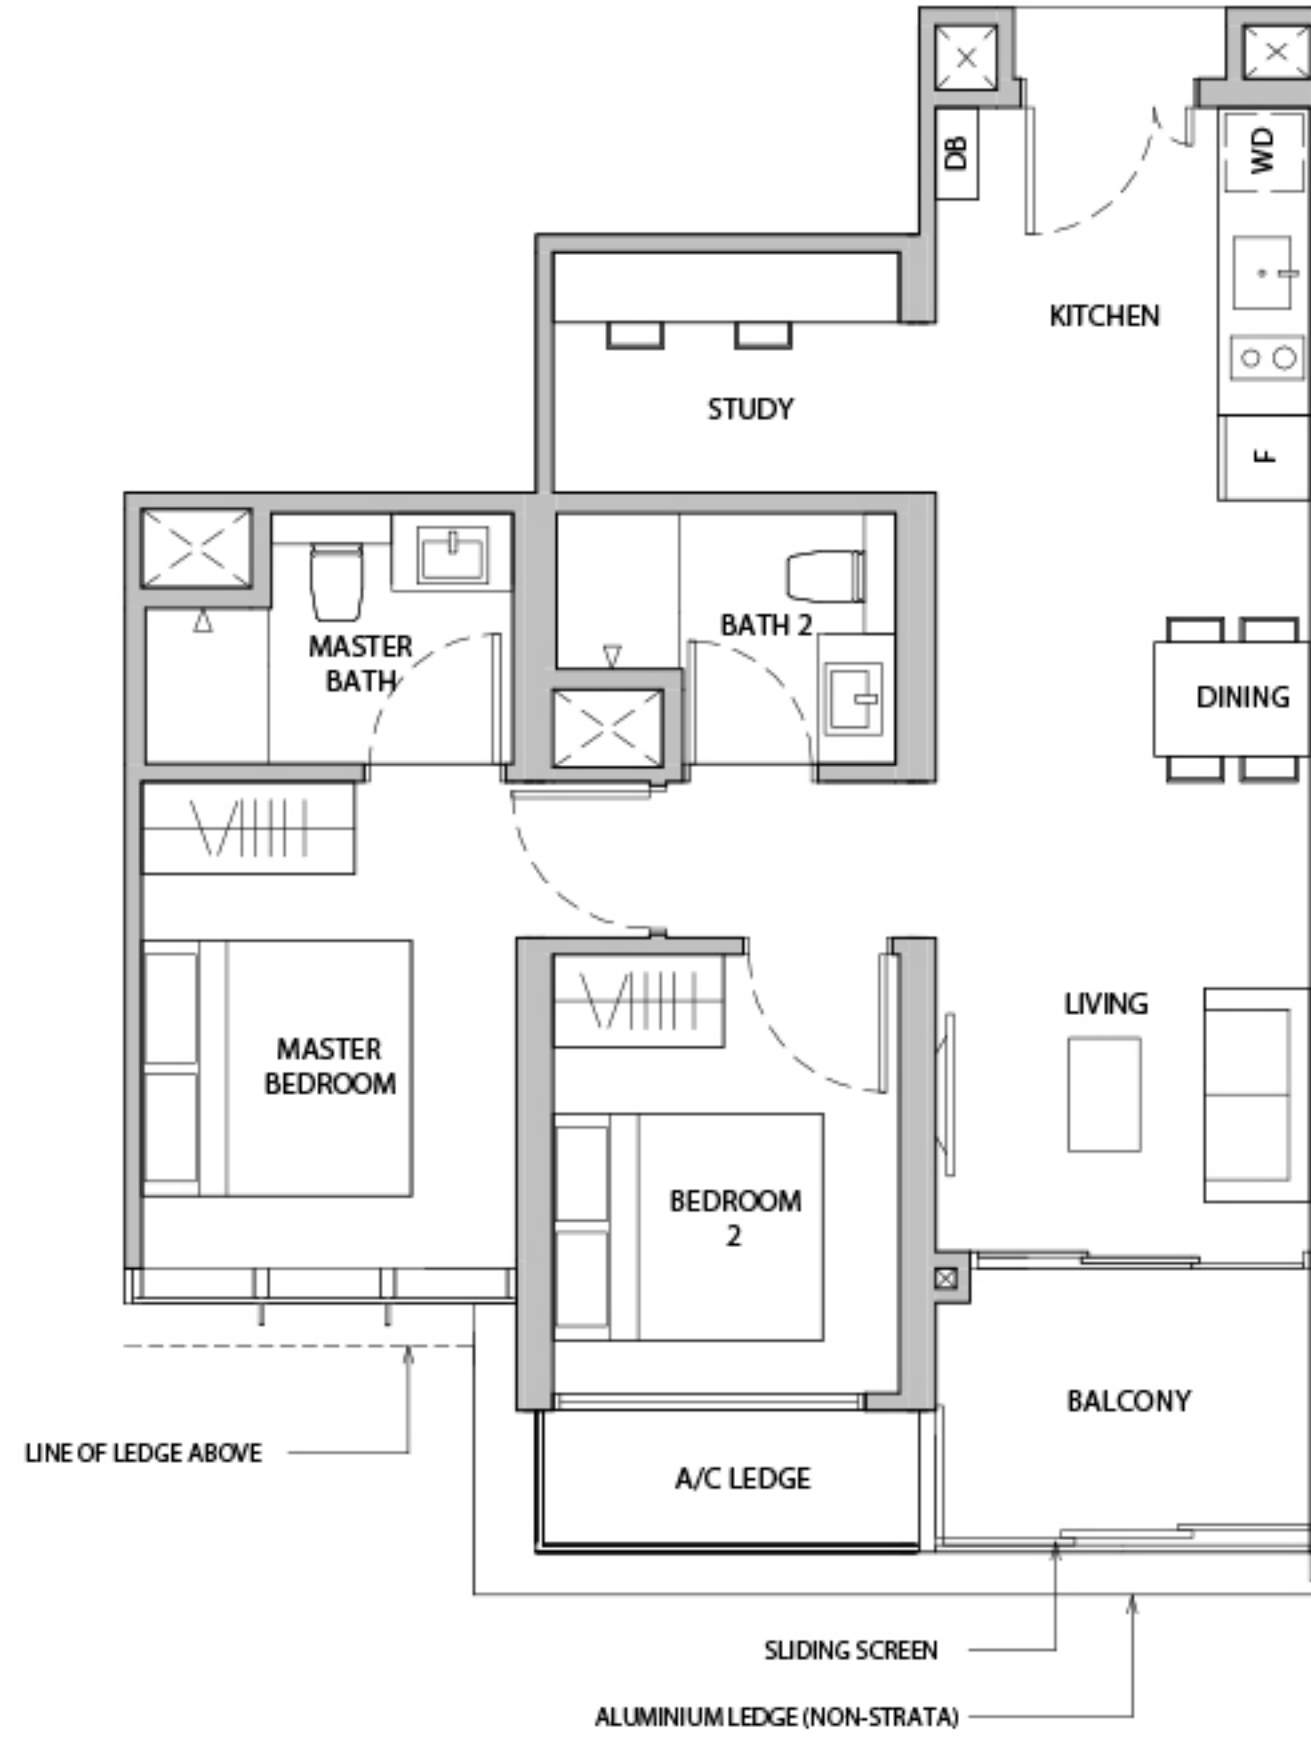 DB
WD
KITCHEN
STUDY
F
MASTER
BATH
BATH 2
DINING
LIVING
MASTER
BEDROOM
BEDROOM
2
BALCONY
LINE OF LEDGE ABOVE
A/C LEDGE
SLIDING SCREEN
ALUMINIUM LEDGE (NON-STRATA)